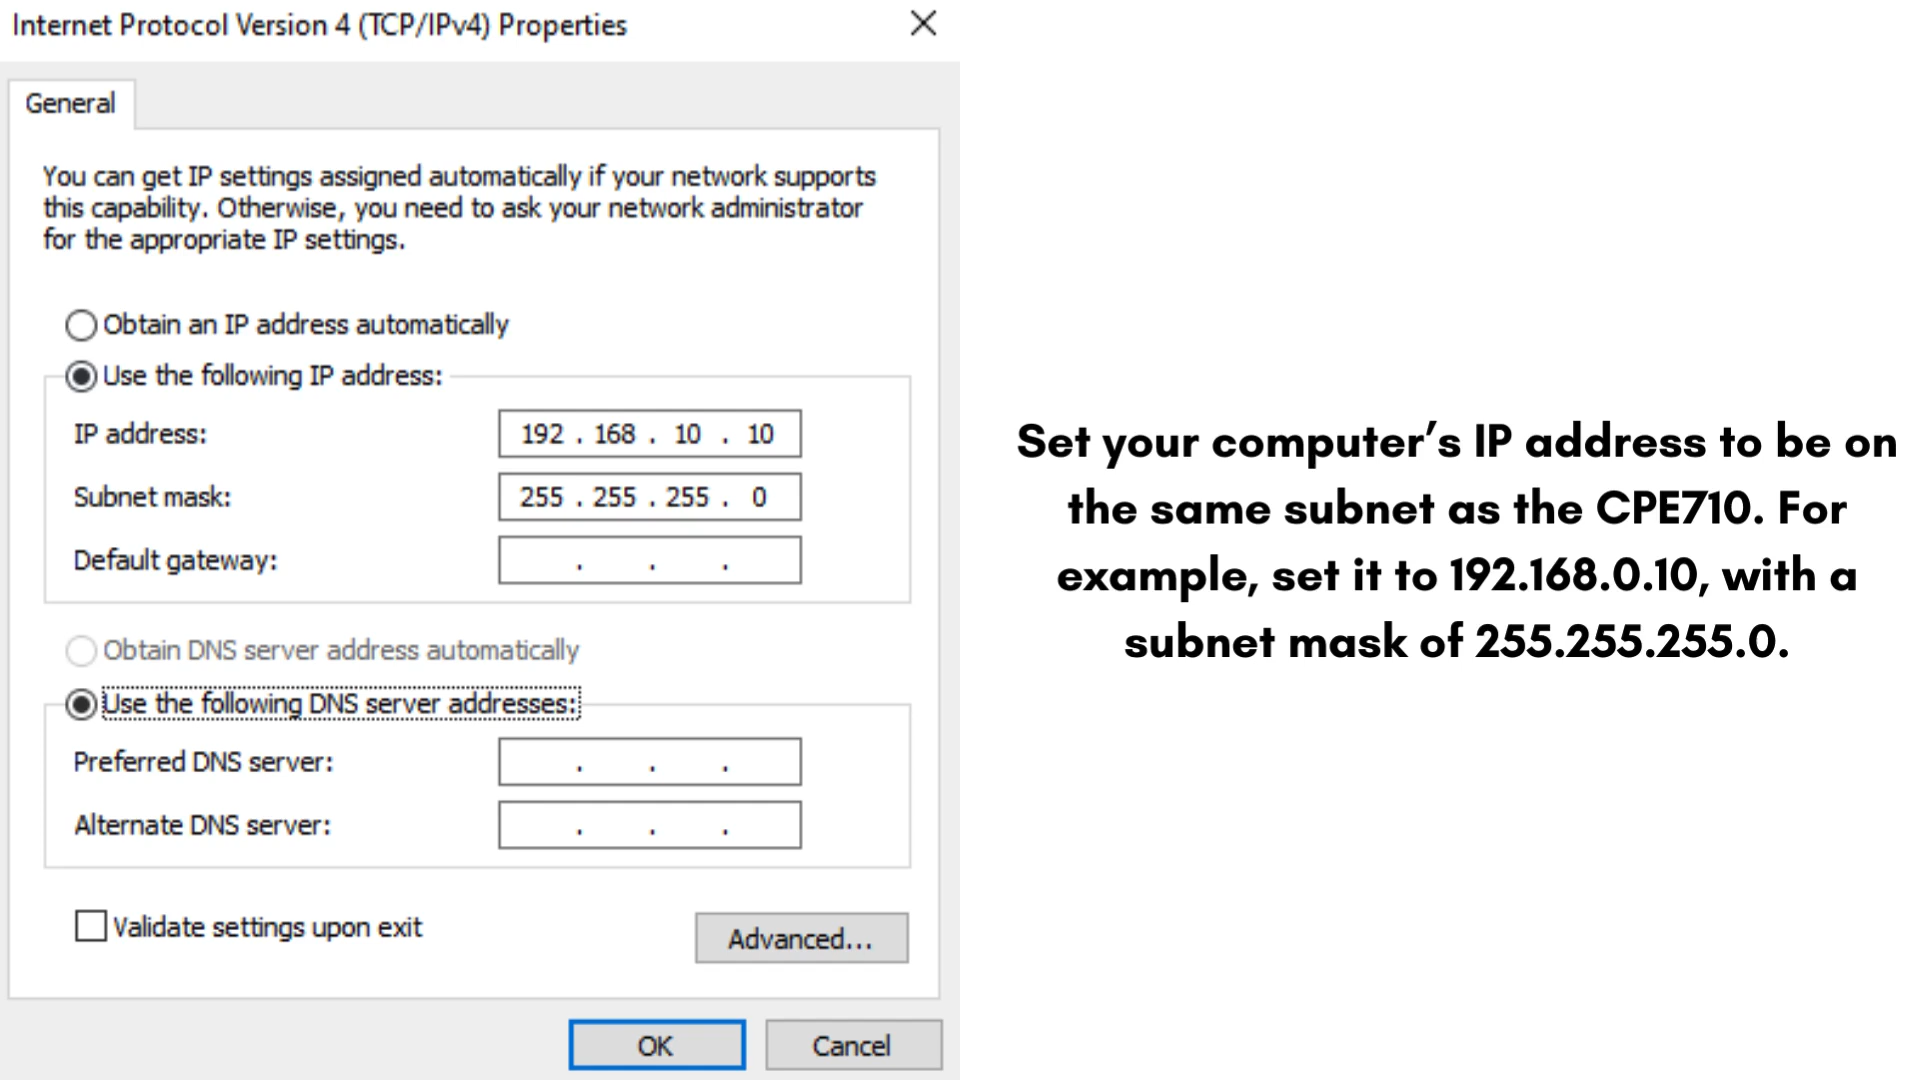 Internet Protocol Version 4 (TCP/IPv4) Properties
General
You can get IP settings assigned automatically if your network supports
this capability. Otherwise, you need to ask your network administrator
for the appropriate IP settings.
Obtain an IP address automatically
Use the following IP address:
IP address: 192 . 168 . 10 . 10
Subnet mask: 255 . 255 . 255 . 0
Default gateway: . . .
Obtain DNS server address automatically
Use the following DNS server addresses:
Preferred DNS server: . . .
Alternate DNS server: . . .
Validate settings upon exit
Advanced...
OK Cancel
Set your computer’s IP address to be on
the same subnet as the CPE710. For
example, set it to 192.168.0.10, with a
subnet mask of 255.255.255.0.